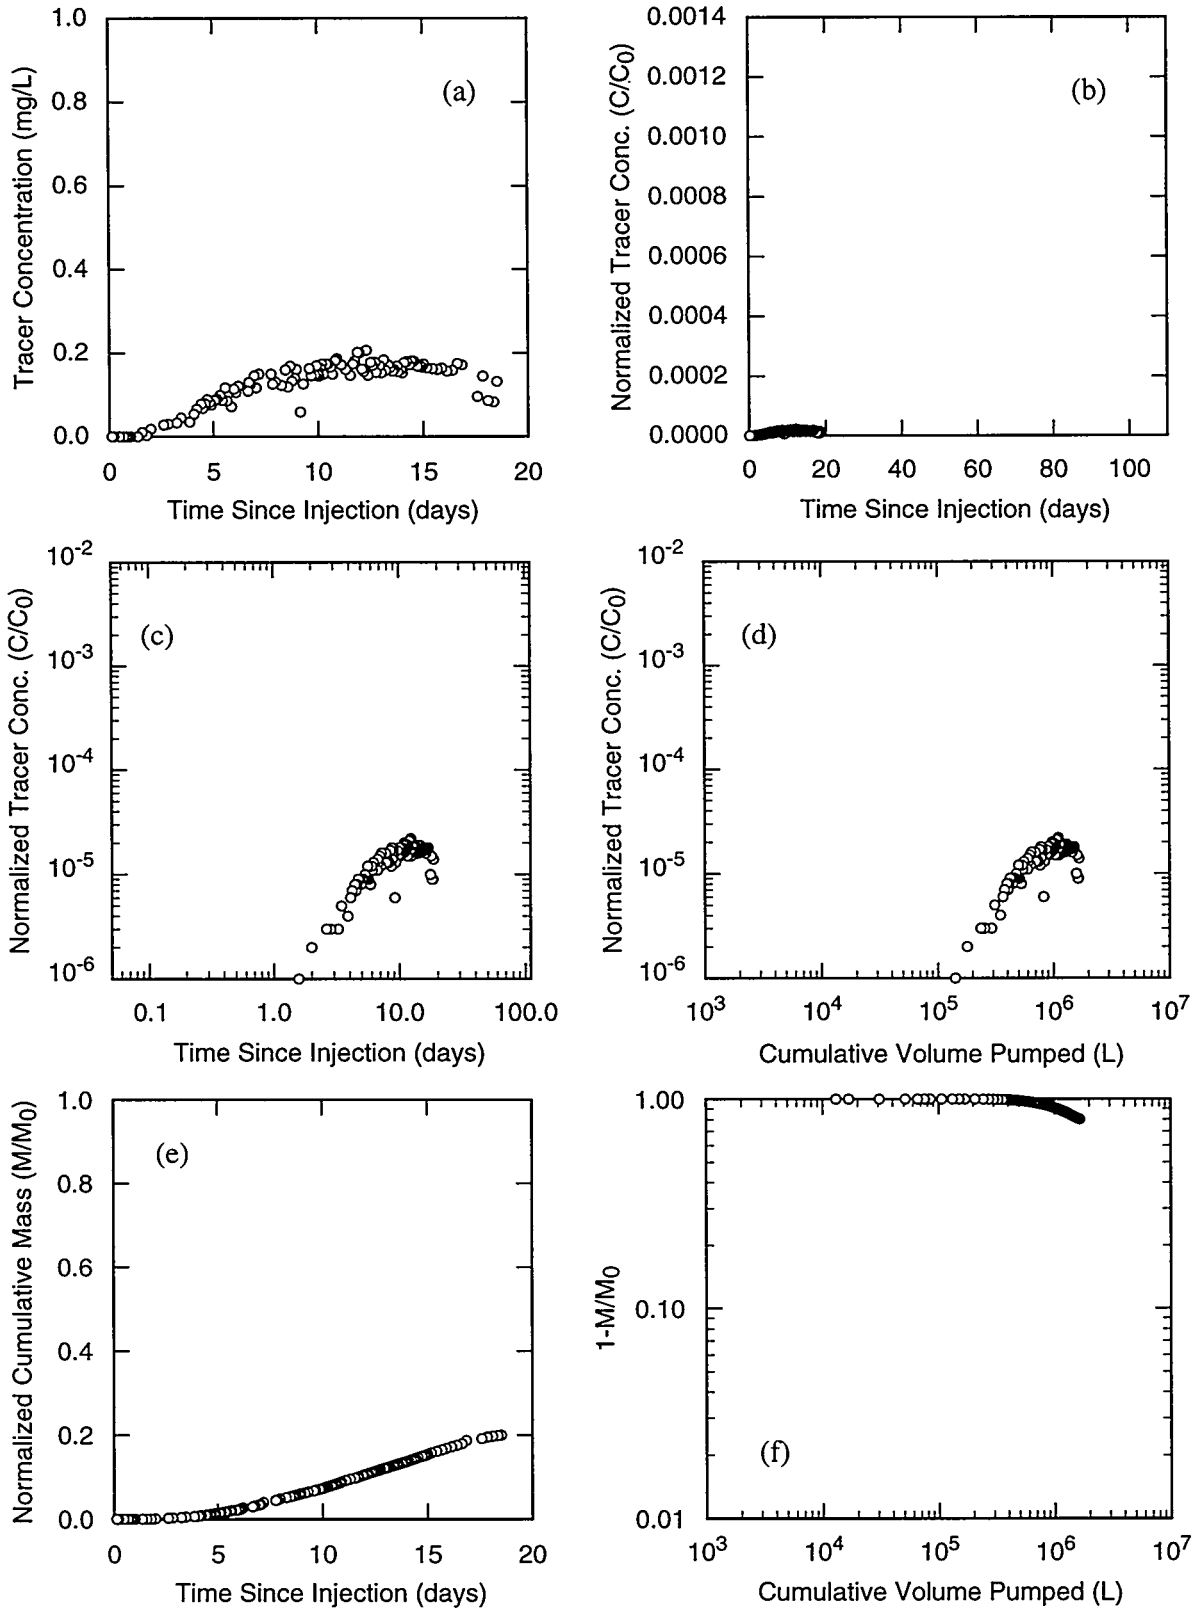 1.0
0.8
0.6
0.4
0.2
0.0
Tracer Concentration (mg/L)
(a)
0 5 10 15 20
Time Since Injection (days)
0.0014
0.0012
0.0010
0.0008
0.0006
0.0004
0.0002
0.0000
Normalized Tracer Conc. (C/C0)
(b)
0 20 40 60 80 100
Time Since Injection (days)
10-2
10-3
10-4
10-5
10-6
Normalized Tracer Conc. (C/C0)
(c)
0.1 1.0 10.0 100.0
Time Since Injection (days)
10-2
10-3
10-4
10-5
10-6
Normalized Tracer Conc. (C/C0)
(d)
103 104 105 106 107
Cumulative Volume Pumped (L)
1.0
0.8
0.6
0.4
0.2
0.0
Normalized Cumulative Mass (M/M0)
(e)
0 5 10 15 20
Time Since Injection (days)
1.00
0.10
0.01
1-M/M0
(f)
103 104 105 106 107
Cumulative Volume Pumped (L)